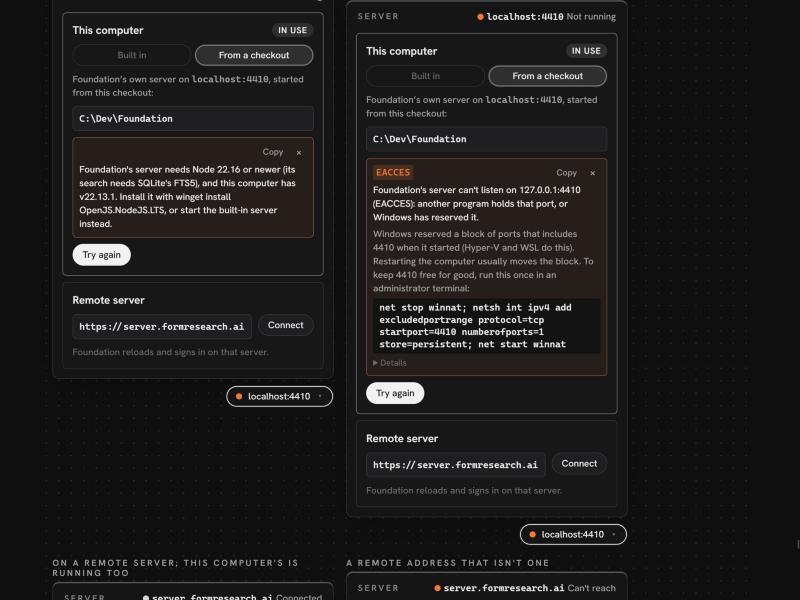 This computer
IN USE
Built in
From a checkout
Foundation's own server on localhost:4410, started
from this checkout:
C:\Dev\Foundation
Copy ×
Foundation's server needs Node 22.16 or newer (its
search needs SQLite's FTS5), and this computer has
v22.13.1. Install it with winget install
OpenJS.NodeJS.LTS, or start the built-in server
instead.
Try again
Remote server
https://server.formresearch.ai
Connect
Foundation reloads and signs in on that server.
localhost:4410
SERVER
localhost:4410 Not running
This computer
IN USE
Built in
From a checkout
Foundation's own server on localhost:4410, started
from this checkout:
C:\Dev\Foundation
EACCES
Copy ×
Foundation's server can't listen on 127.0.0.1:4410
(EACCES): another program holds that port, or
Windows has reserved it.
Windows reserved a block of ports that includes
4410 when it started (Hyper-V and WSL do this).
Restarting the computer usually moves the block. To
keep 4410 free for good, run this once in an
administrator terminal:
net stop winnat; netsh int ipv4 add
excludedportrange protocol=tcp
startport=4410 numberofports=1
store=persistent; net start winnat
Details
Try again
Remote server
https://server.formresearch.ai
Connect
Foundation reloads and signs in on that server.
localhost:4410
ON A REMOTE SERVER; THIS COMPUTER'S IS
RUNNING TOO
SERVER
server.formresearch.ai Connected
A REMOTE ADDRESS THAT ISN'T ONE
SERVER
server.formresearch.ai Can't reach